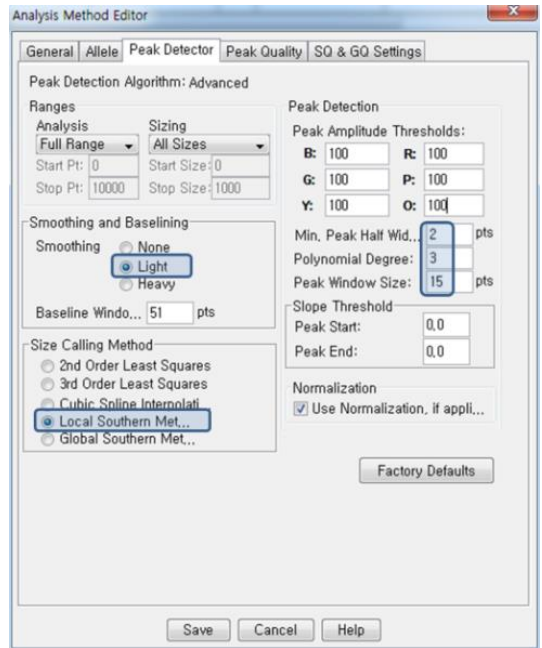 Analysis Method Editor
General Allele Peak Detector Peak Quality SQ & GQ Settings
Peak Detection Algorithm: Advanced
Ranges
Analysis Sizing
Full Range All Sizes
Start Pt: 0 Start Size: 0
Stop Pt: 10000 Stop Size: 1000
Smoothing and Baselining
Smoothing None
Light
Heavy
Baseline Windo... 51 pts
Size Calling Method
2nd Order Least Squares
3rd Order Least Squares
Cubic Spline Interpolati
Local Southern Met...
Global Southern Met...
Peak Detection
Peak Amplitude Thresholds:
B: 100 R: 100
G: 100 P: 100
Y: 100 O: 100
Min. Peak Half Wid... 2 pts
Polynomial Degree: 3
Peak Window Size: 15 pts
Slope Threshold
Peak Start: 0.0
Peak End: 0.0
Normalization
Use Normalization, if appli...
Factory Defaults
Save Cancel Help